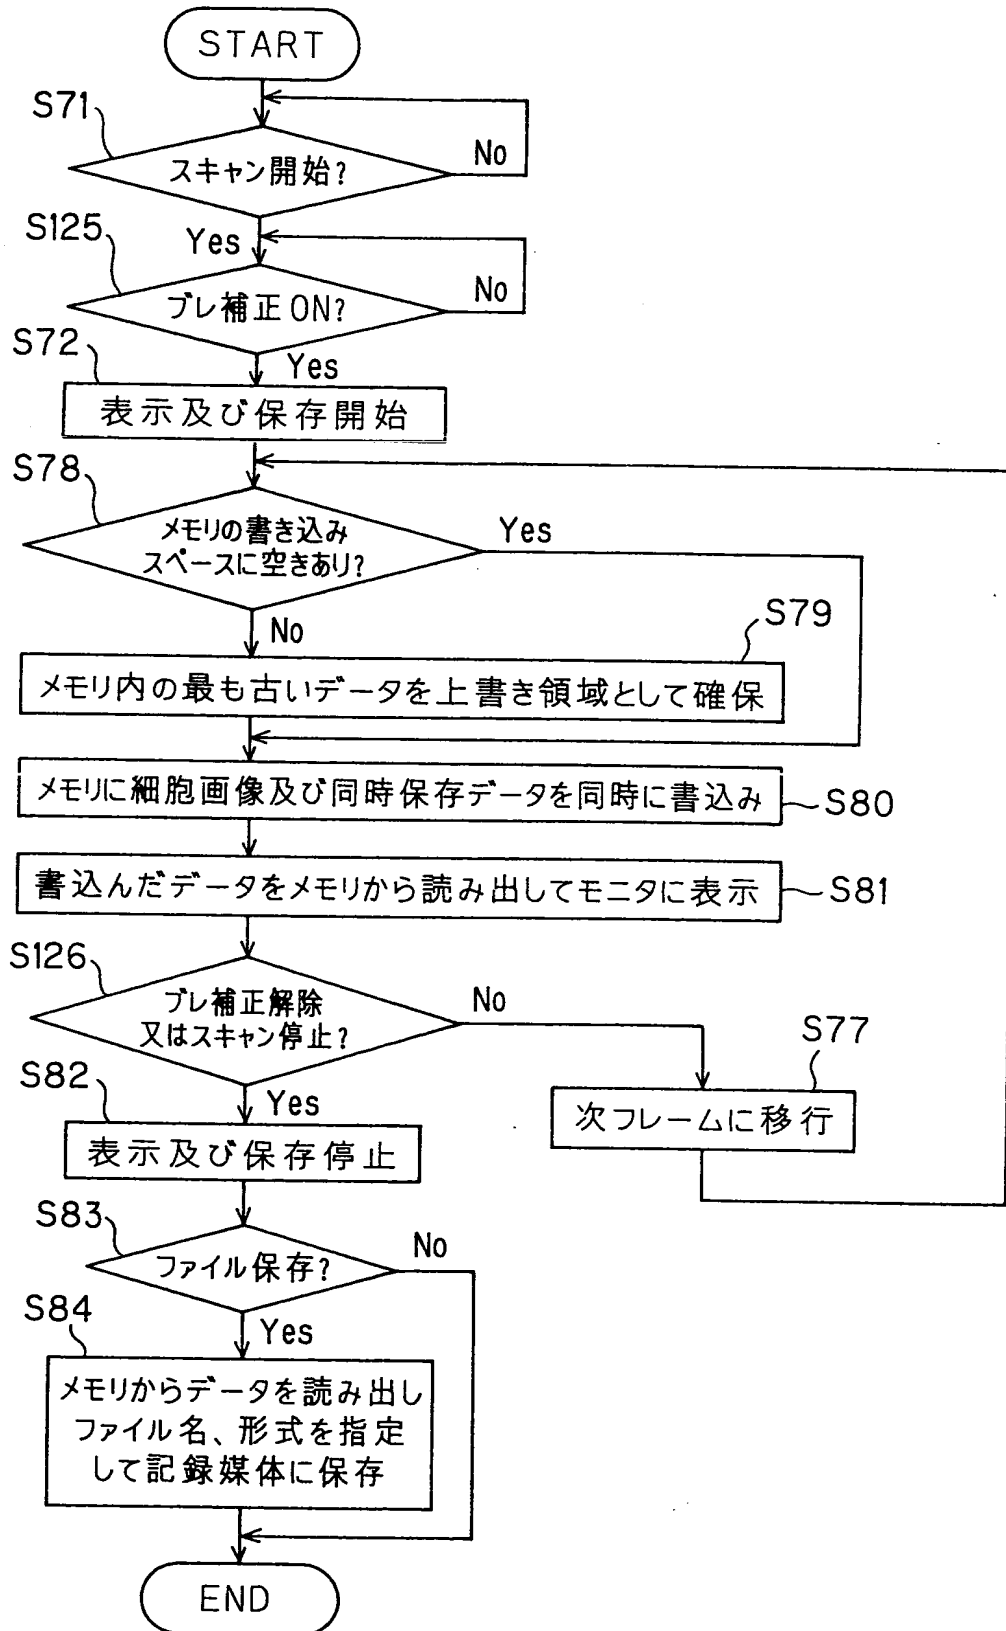 START
S71
スキャン開始?
No
S125
Yes
ブレ補正ON?
No
S72
Yes
表示及び保存開始
S78
メモリの書き込み
スペースに空きあり?
Yes
No
S79
メモリ内の最も古いデータを上書き領域として確保
メモリに細胞画像及び同時保存データを同時に書込み
S80
書込んだデータをメモリから読み出してモニタに表示
S81
S126
ブレ補正解除
又はスキャン停止?
No
S77
次フレームに移行
S82
Yes
表示及び保存停止
S83
ファイル保存?
No
S84
Yes
メモリからデータを読み出し
ファイル名、形式を指定
して記録媒体に保存
END